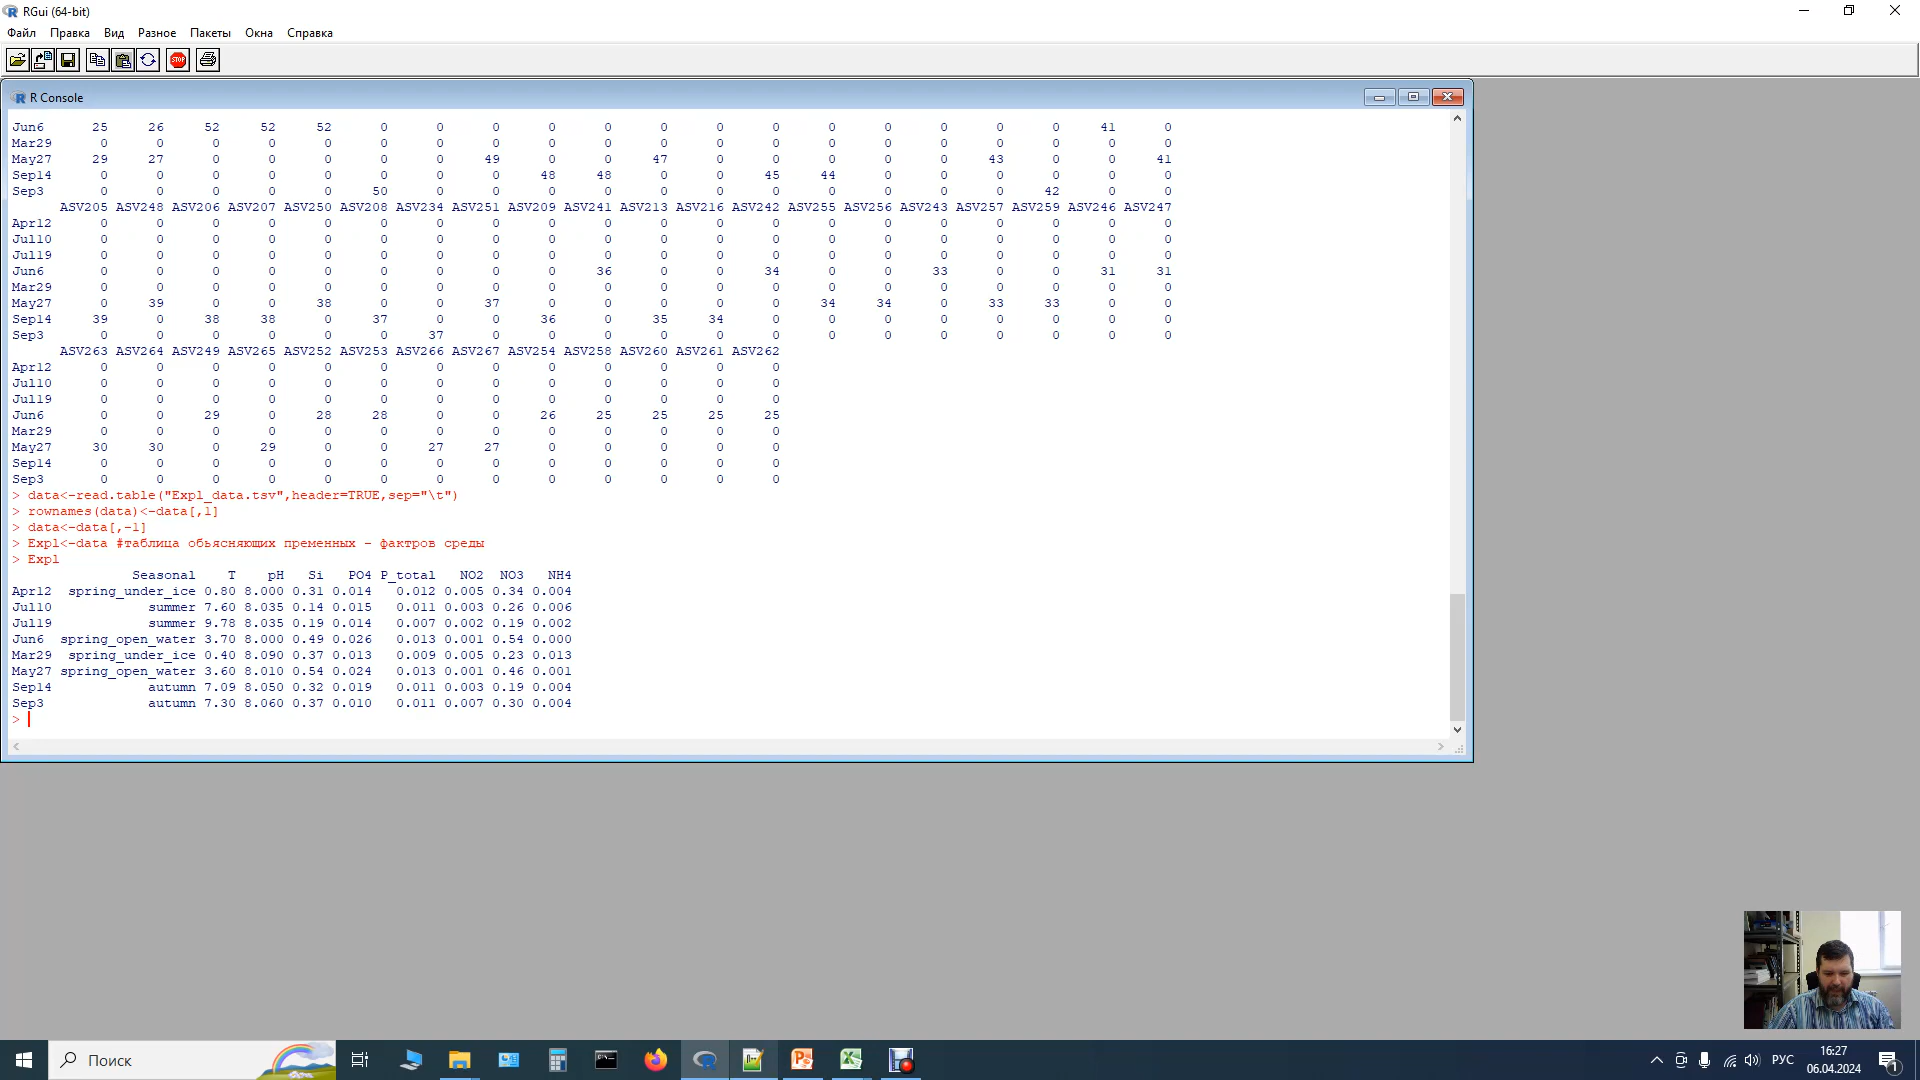 RGui (64-bit)
Файл Правка Вид Разное Пакеты Окна Справка
STOP
R Console
Jun6 25 26 52 52 52 0 0 0 0 0 0 0 0 0 0 0 0 0 41 0
Mar29 0 0 0 0 0 0 0 0 0 0 0 0 0 0 0 0 0 0 0 0
May27 29 27 0 0 0 0 0 49 0 0 47 0 0 0 0 0 43 0 0 41
Sep14 0 0 0 0 0 0 0 0 48 48 0 0 45 44 0 0 0 0 0 0
Sep3 0 0 0 0 0 50 0 0 0 0 0 0 0 0 0 0 0 42 0 0
ASV205 ASV248 ASV206 ASV207 ASV250 ASV208 ASV234 ASV251 ASV209 ASV241 ASV213 ASV216 ASV242 ASV255 ASV256 ASV243 ASV257 ASV259 ASV246 ASV247
Apr12 0 0 0 0 0 0 0 0 0 0 0 0 0 0 0 0 0 0 0 0
Jul10 0 0 0 0 0 0 0 0 0 0 0 0 0 0 0 0 0 0 0 0
Jul19 0 0 0 0 0 0 0 0 0 0 0 0 0 0 0 0 0 0 0 0
Jun6 0 0 0 0 0 0 0 0 0 36 0 0 34 0 0 33 0 0 31 31
Mar29 0 0 0 0 0 0 0 0 0 0 0 0 0 0 0 0 0 0 0 0
May27 0 39 0 0 38 0 0 37 0 0 0 0 0 34 34 0 33 33 0 0
Sep14 39 0 38 38 0 37 0 0 36 0 35 34 0 0 0 0 0 0 0 0
Sep3 0 0 0 0 0 0 37 0 0 0 0 0 0 0 0 0 0 0 0 0
ASV263 ASV264 ASV249 ASV265 ASV252 ASV253 ASV266 ASV267 ASV254 ASV258 ASV260 ASV261 ASV262
Apr12 0 0 0 0 0 0 0 0 0 0 0 0 0
Jul10 0 0 0 0 0 0 0 0 0 0 0 0 0
Jul19 0 0 0 0 0 0 0 0 0 0 0 0 0
Jun6 0 0 29 0 28 28 0 0 26 25 25 25 25
Mar29 0 0 0 0 0 0 0 0 0 0 0 0 0
May27 30 30 0 29 0 0 27 27 0 0 0 0 0
Sep14 0 0 0 0 0 0 0 0 0 0 0 0 0
Sep3 0 0 0 0 0 0 0 0 0 0 0 0 0
> data<-read.table("Expl_data.tsv",header=TRUE,sep="\t")
> rownames(data)<-data[,1]
> data<-data[,-1]
> Expl<-data #таблица обьясняющих пременных - фактров среды
> Expl
Seasonal T pH Si PO4 P_total NO2 NO3 NH4
Apr12 spring_under_ice 0.80 8.000 0.31 0.014 0.012 0.005 0.34 0.004
Jul10 summer 7.60 8.035 0.14 0.015 0.011 0.003 0.26 0.006
Jul19 summer 9.78 8.035 0.19 0.014 0.007 0.002 0.19 0.002
Jun6 spring_open_water 3.70 8.000 0.49 0.026 0.013 0.001 0.54 0.000
Mar29 spring_under_ice 0.40 8.090 0.37 0.013 0.009 0.005 0.23 0.013
May27 spring_open_water 3.60 8.010 0.54 0.024 0.013 0.001 0.46 0.001
Sep14 autumn 7.09 8.050 0.32 0.019 0.011 0.003 0.19 0.004
Sep3 autumn 7.30 8.060 0.37 0.010 0.011 0.007 0.30 0.004
>
Поиск
РУС
16:27
06.04.2024
1